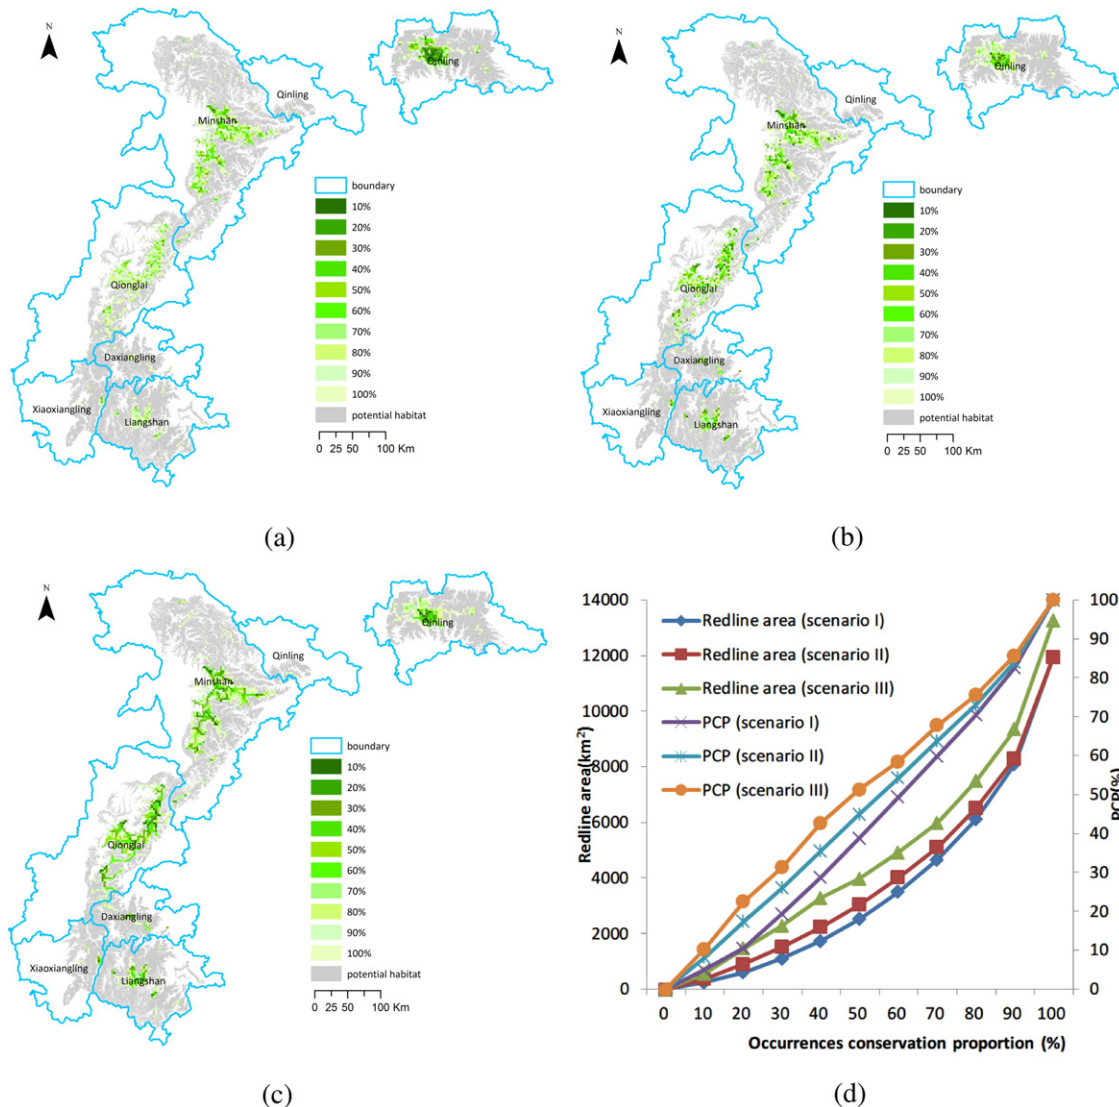 N
Qinling
Qinling
Minshan
boundary
10%
20%
30%
40%
50%
60%
70%
80%
90%
100%
potential habitat
0 25 50 100 Km
Qionglai
Daxiangling
Xiaoxiangling
Liangshan
(a)
N
Qinling
Qinling
Minshan
boundary
10%
20%
30%
40%
50%
60%
70%
80%
90%
100%
potential habitat
0 25 50 100 Km
Qionglai
Daxiangling
Xiaoxiangling
Liangshan
(b)
N
Qinling
Qinling
Minshan
boundary
10%
20%
30%
40%
50%
60%
70%
80%
90%
100%
potential habitat
0 25 50 100 Km
Qionglai
Daxiangling
Xiaoxiangling
Liangshan
(c)
14000
12000
10000
8000
6000
4000
2000
0
Redline area(km²)
Redline area (scenario I)
Redline area (scenario II)
Redline area (scenario III)
PCP (scenario I)
PCP (scenario II)
PCP (scenario III)
100
90
80
70
60
50
40
30
20
10
0
PCP(%)
0 10 20 30 40 50 60 70 80 90 100
Occurrences conservation proportion (%)
(d)